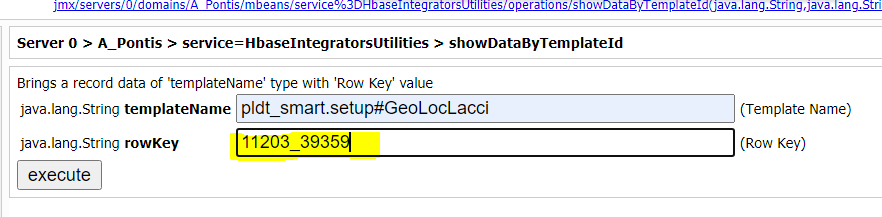 jmx/servers/0/domains/A_Pontis/mbeans/service%3DHbaseIntegratorsUtilities/operations/showDataByTemplateId(java.lang.String,java.lang.Stri
Server 0 > A_Pontis > service=HbaseIntegratorsUtilities > showDataByTemplateId
Brings a record data of 'templateName' type with 'Row Key' value
java.lang.String templateName pldt_smart.setup#GeoLocLacci (Template Name)
java.lang.String rowKey 11203_39359 (Row Key)
execute